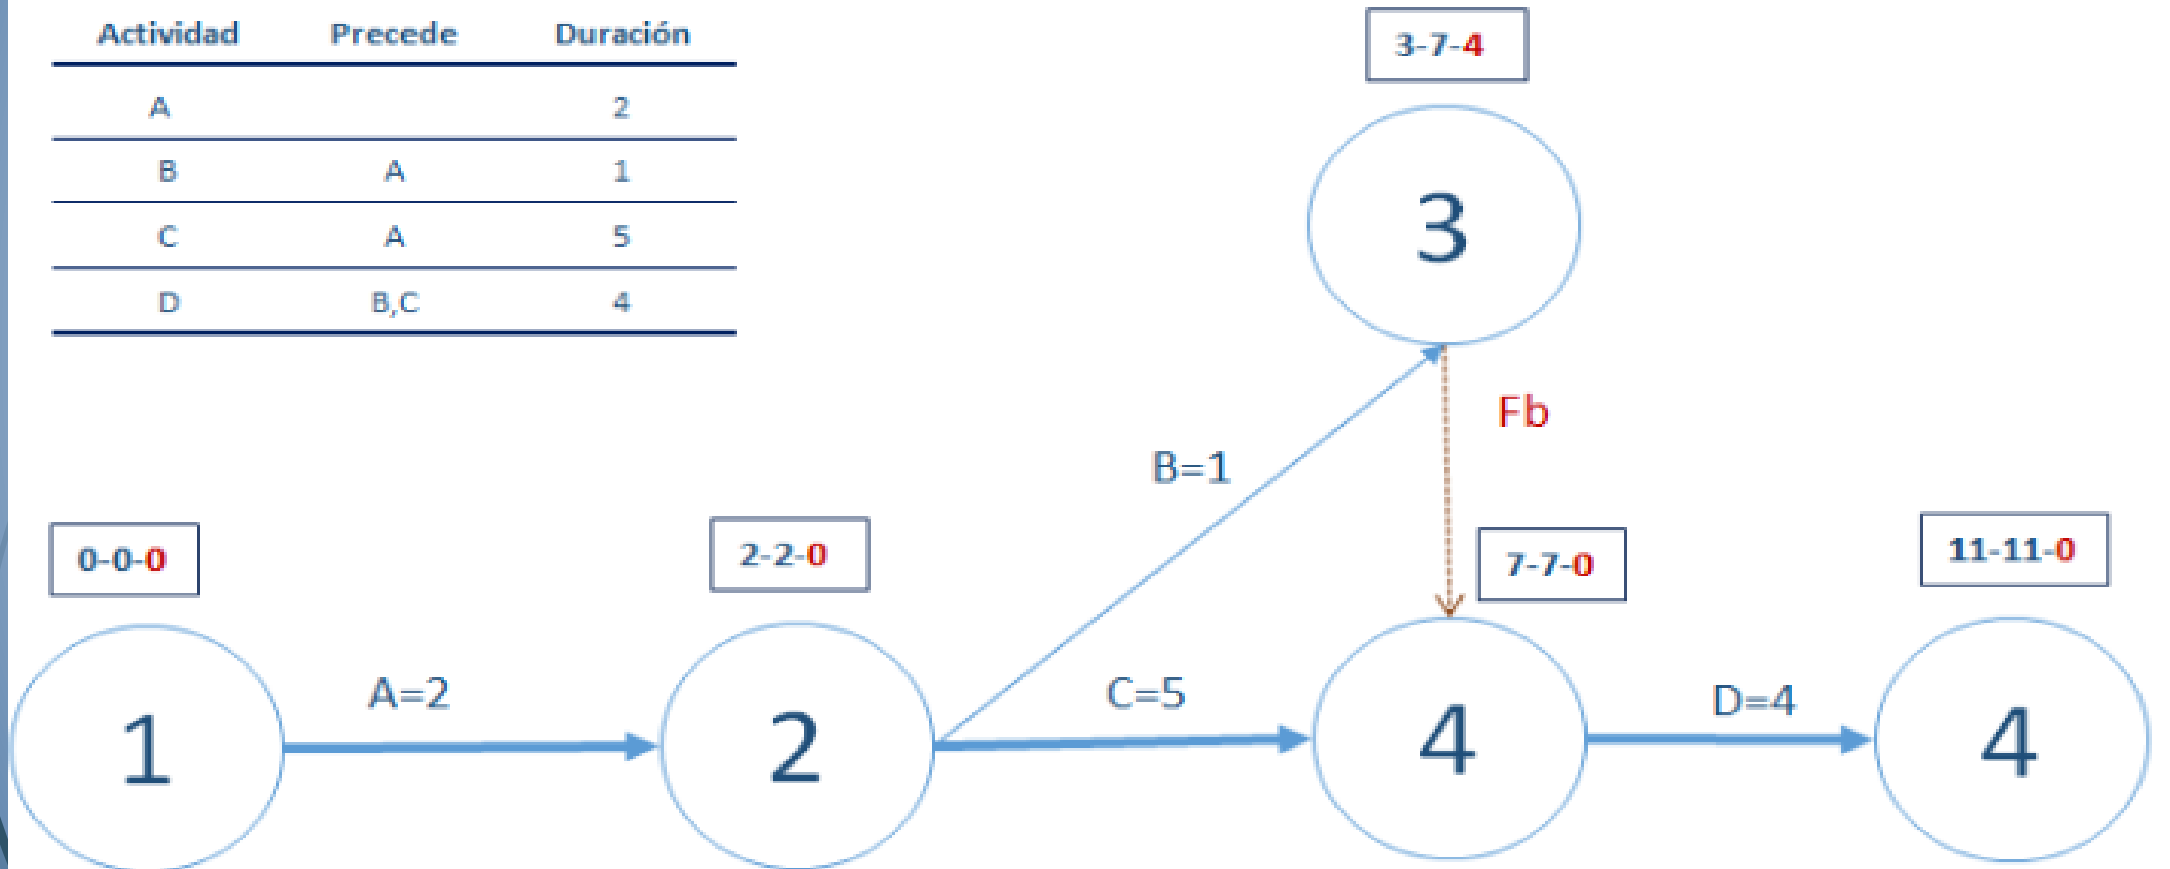 Actividad Precede Duración
A 2
B A 1
C A 5
D B,C 4
3-7-4
3
Fb
B=1
0-0-0
2-2-0
7-7-0
11-11-0
A=2
C=5
D=4
1
2
4
4